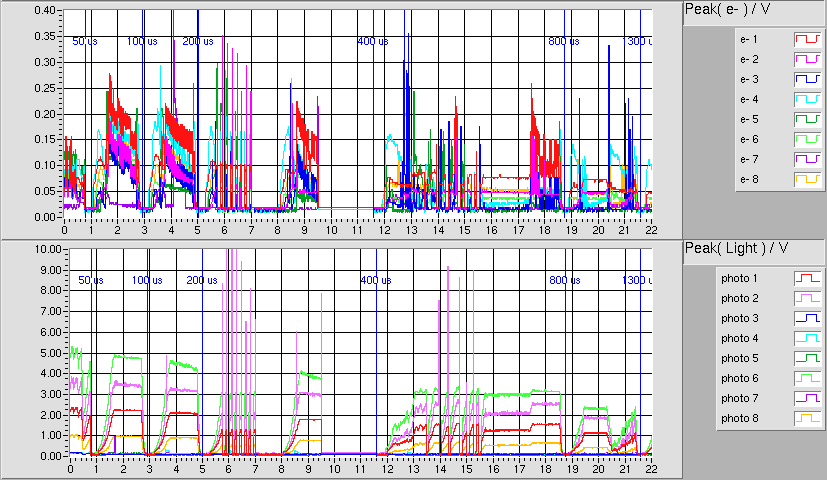 Peak( e- ) / V
0.40
0.35
0.30
0.25
0.20
0.15
0.10
0.05
0.00
50 us 100 us 200 us 400 us 800 us 1300 u
0 1 2 3 4 5 6 7 8 9 10 11 12 13 14 15 16 17 18 19 20 21 22
e- 1
e- 2
e- 3
e- 4
e- 5
e- 6
e- 7
e- 8
Peak( Light ) / V
10.00
9.00
8.00
7.00
6.00
5.00
4.00
3.00
2.00
1.00
0.00
50 us 100 us 200 us 400 us 800 us 1300 u
0 1 2 3 4 5 6 7 8 9 10 11 12 13 14 15 16 17 18 19 20 21 22
photo 1
photo 2
photo 3
photo 4
photo 5
photo 6
photo 7
photo 8